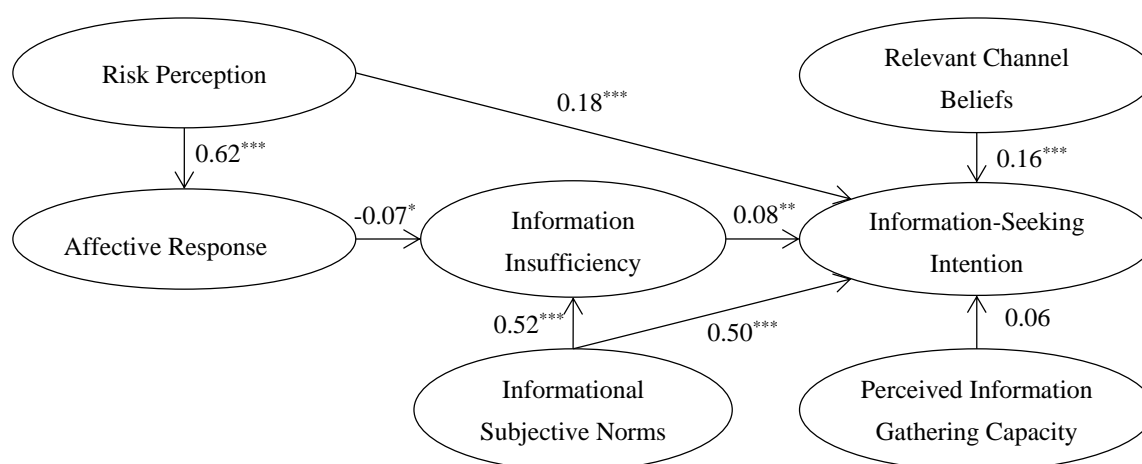 Risk Perception
Relevant Channel
Beliefs
0.18***
0.62***
0.16***
Affective Response
-0.07*
Information
Insufficiency
0.08**
Information-Seeking
Intention
0.52***
0.50***
0.06
Informational
Subjective Norms
Perceived Information
Gathering Capacity